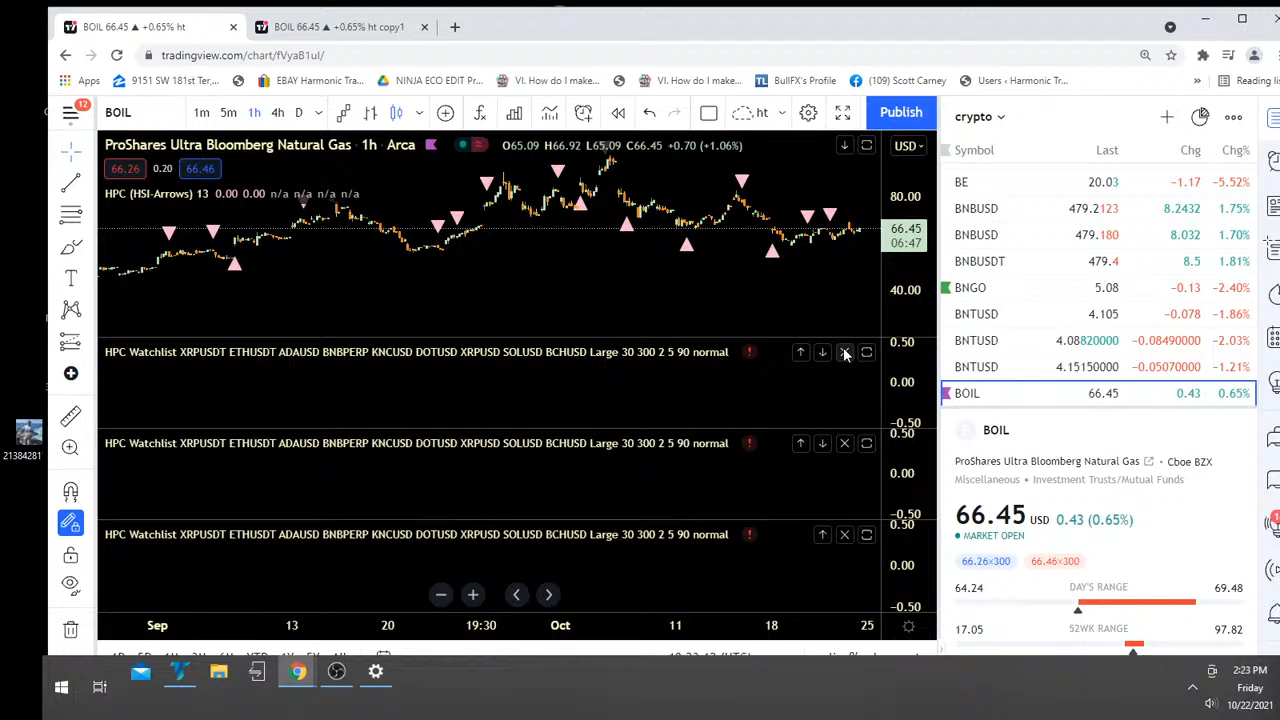 BOIL 66.45 ▲ +0.65% ht
BOIL 66.45 ▲ +0.65% ht copy1
tradingview.com/chart/fVyaB1uI/
Apps
9151 SW 181st Ter,...
EBAY Harmonic Tra...
NINJA ECO EDIT Pr...
VI. How do I make...
VI. How do I make...
BullFX's Profile
(109) Scott Carney
Users ‹ Harmonic Tr...
»
Reading lis
12
BOIL
1m 5m 1h 4h D
ht
Publish
ProShares Ultra Bloomberg Natural Gas · 1h · Arca
O65.09 H66.92 L65.09 C66.45 +0.70 (+1.06%)
USD
66.26 0.20 66.46
HPC (HSI-Arrows) 13 0.00 0.00 n/a n/a n/a n/a
80.00
66.45
06:47
40.00
HPC Watchlist XRPUSDT ETHUSDT ADAUSD BNBPERP KNCUSD DOTUSD XRPUSD SOLUSD BCHUSD Large 30 300 2 5 90 normal !
0.50
0.00
-0.50
HPC Watchlist XRPUSDT ETHUSDT ADAUSD BNBPERP KNCUSD DOTUSD XRPUSD SOLUSD BCHUSD Large 30 300 2 5 90 normal !
0.50
0.00
-0.50
HPC Watchlist XRPUSDT ETHUSDT ADAUSD BNBPERP KNCUSD DOTUSD XRPUSD SOLUSD BCHUSD Large 30 300 2 5 90 normal !
0.50
0.00
-0.50
Sep 13 20 19:30 Oct 11 18 25
crypto
Symbol Last Chg Chg%
BE 20.03 −1.17 −5.52%
BNBUSD 479.2123 8.2432 1.75%
BNBUSD 479.180 8.032 1.70%
BNBUSDT 479.4 8.5 1.81%
BNGO 5.08 −0.13 −2.40%
BNTUSD 4.105 −0.078 −1.86%
BNTUSD 4.08820000 −0.08490000 −2.03%
BNTUSD 4.15150000 −0.05070000 −1.21%
BOIL 66.45 0.43 0.65%
BOIL
ProShares Ultra Bloomberg Natural Gas • Cboe BZX
Miscellaneous • Investment Trusts/Mutual Funds
66.45 USD 0.43 (0.65%)
MARKET OPEN
66.26×300 66.46×300
64.24 DAY'S RANGE 69.48
17.05 52WK RANGE 97.82
21384281
2:23 PM
Friday
10/22/2021